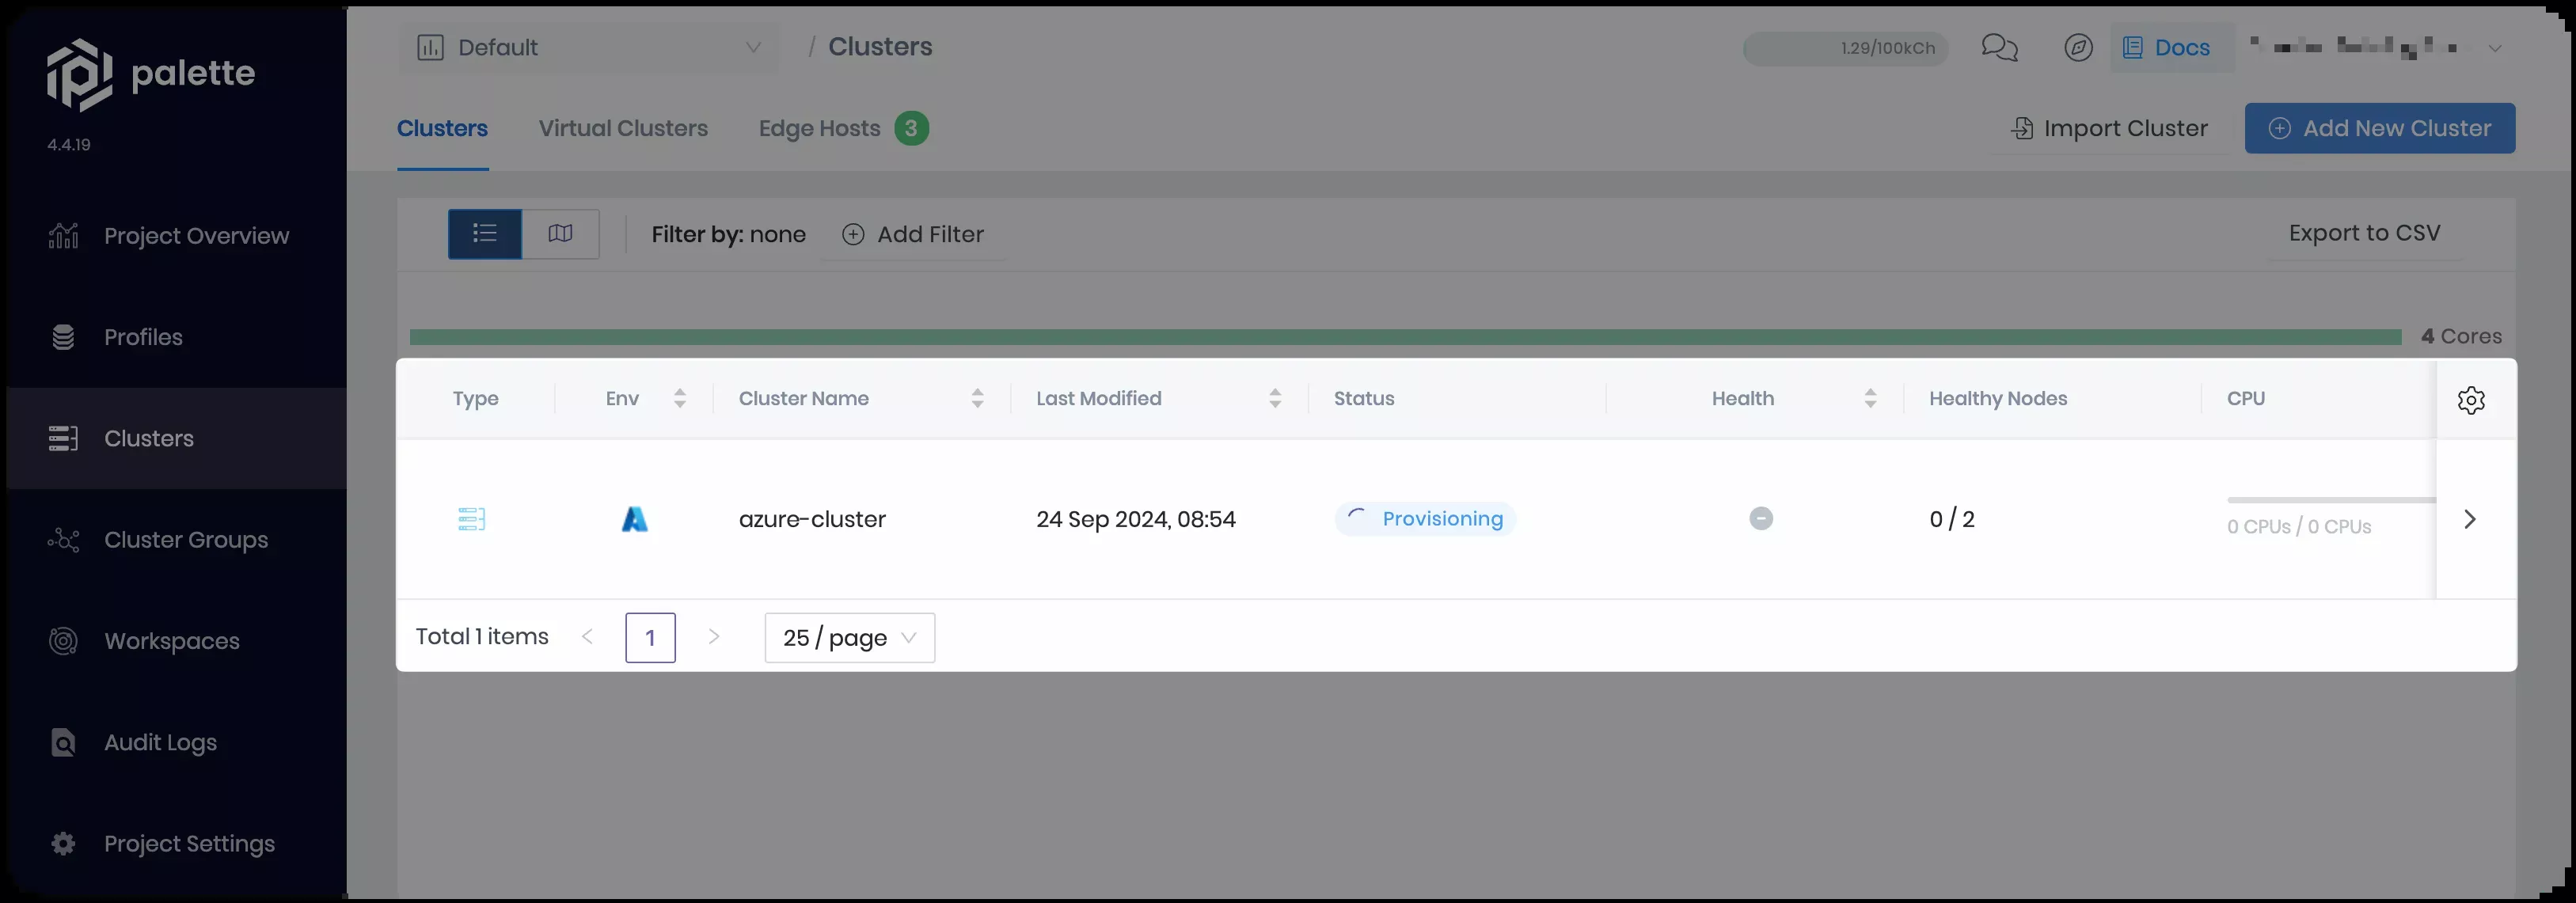 palette
4.4.19
Project Overview
Profiles
Clusters
Cluster Groups
Workspaces
Audit Logs
Project Settings
Default / Clusters 1.29/100kCh Docs
Clusters Virtual Clusters Edge Hosts 3 Import Cluster Add New Cluster
Filter by: none Add Filter Export to CSV
4 Cores
Type Env Cluster Name Last Modified Status Health Healthy Nodes CPU
azure-cluster 24 Sep 2024, 08:54 Provisioning 0 / 2 0 CPUs / 0 CPUs
Total 1 items 1 25 / page